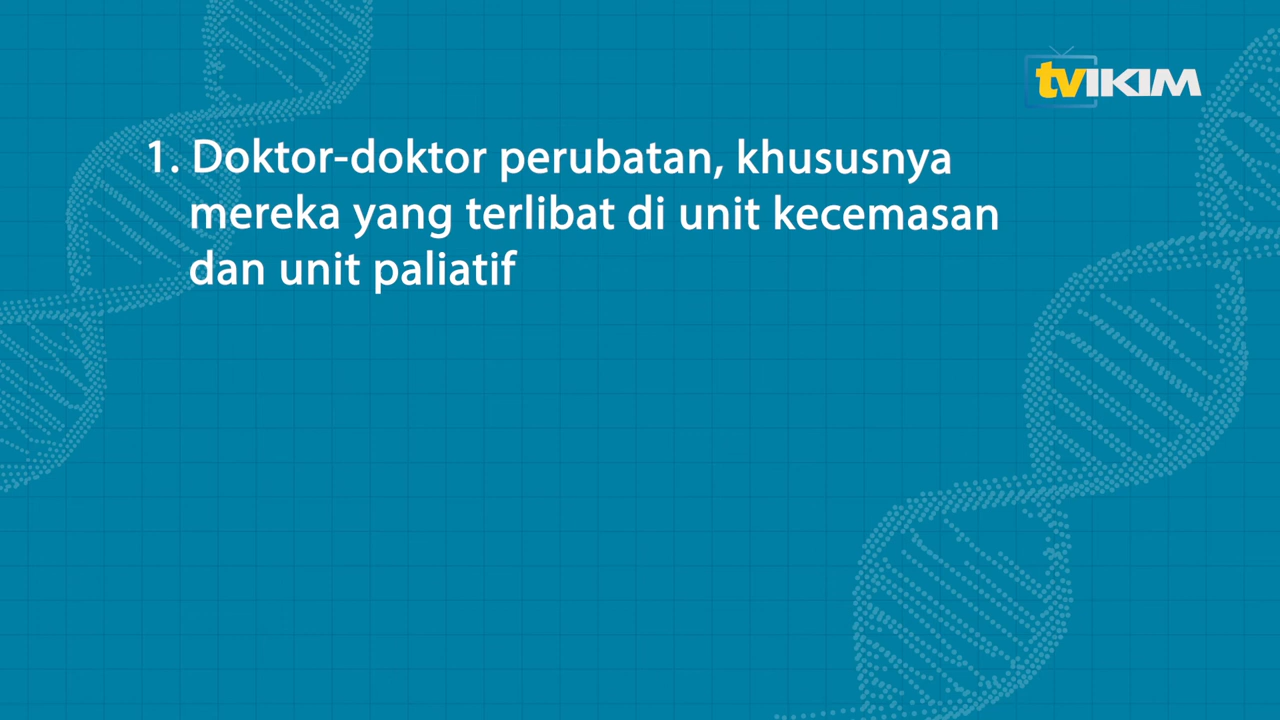 tvIKIM
1. Doktor-doktor perubatan, khususnya
mereka yang terlibat di unit kecemasan
dan unit paliatif